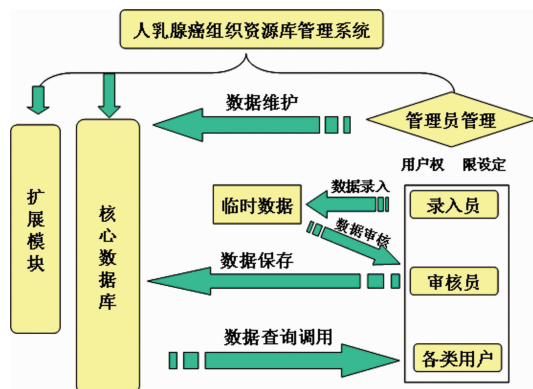 人乳腺癌组织资源库管理系统
数据维护
管理员管理
用户权 限设定
扩展模块
核心数据库
临时数据
数据录入
录入员
数据审核
数据保存
审核员
数据查询调用
各类用户